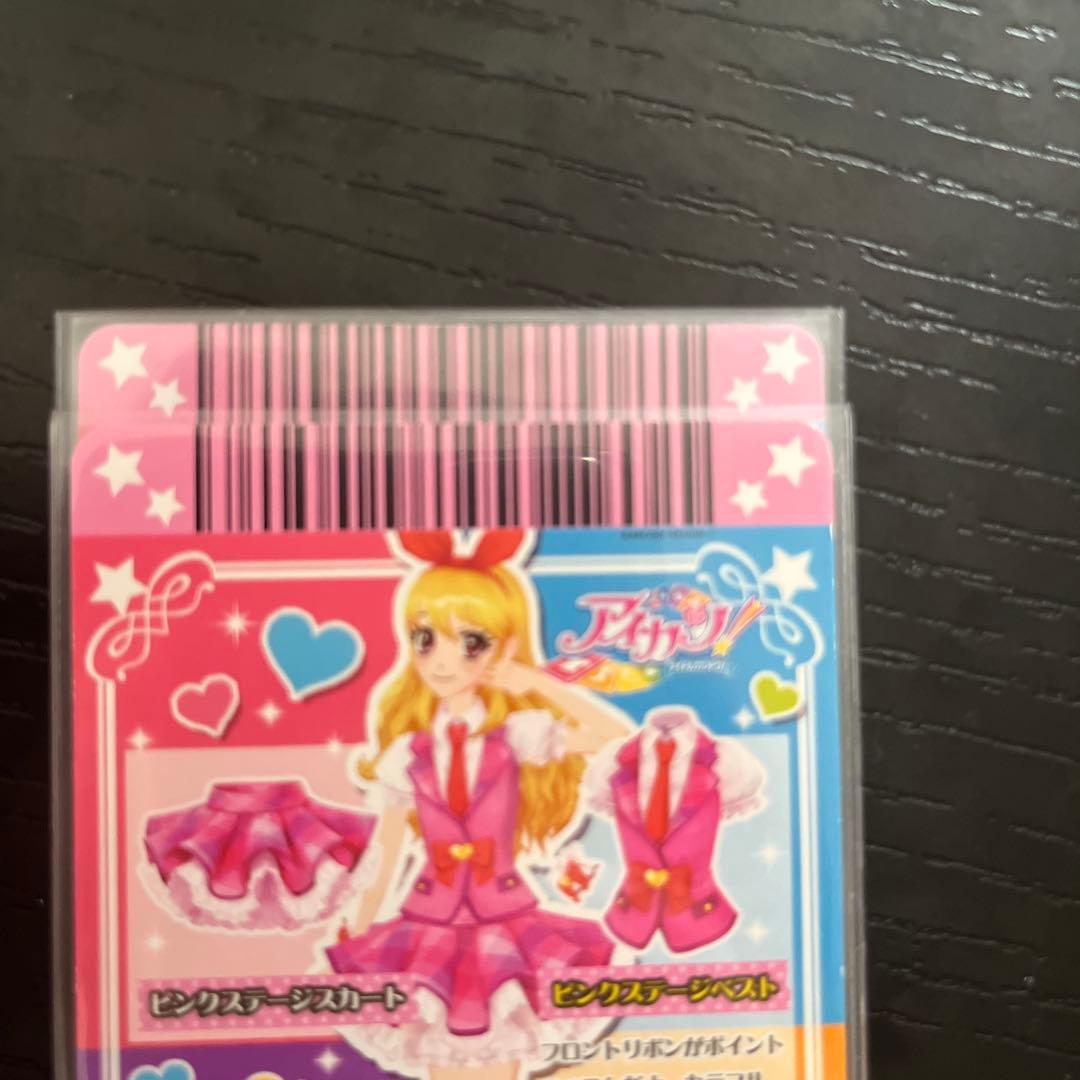 アイカツ!
ピンクステージスカート
ピンクステージベスト
フロントリボンがポイント